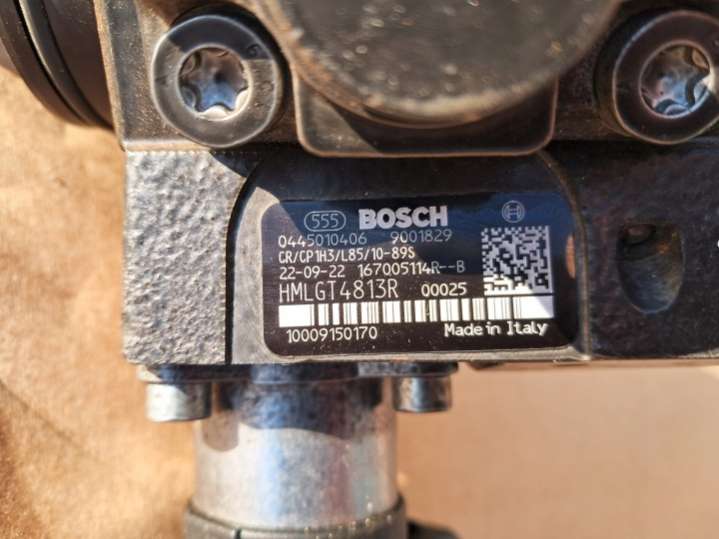 555 BOSCH
0445010406 9001829
CR/CP1H3/L85/10-89S
22-09-22 167005114R--B
HMLGT4813R 00025
10009150170 Made in Italy